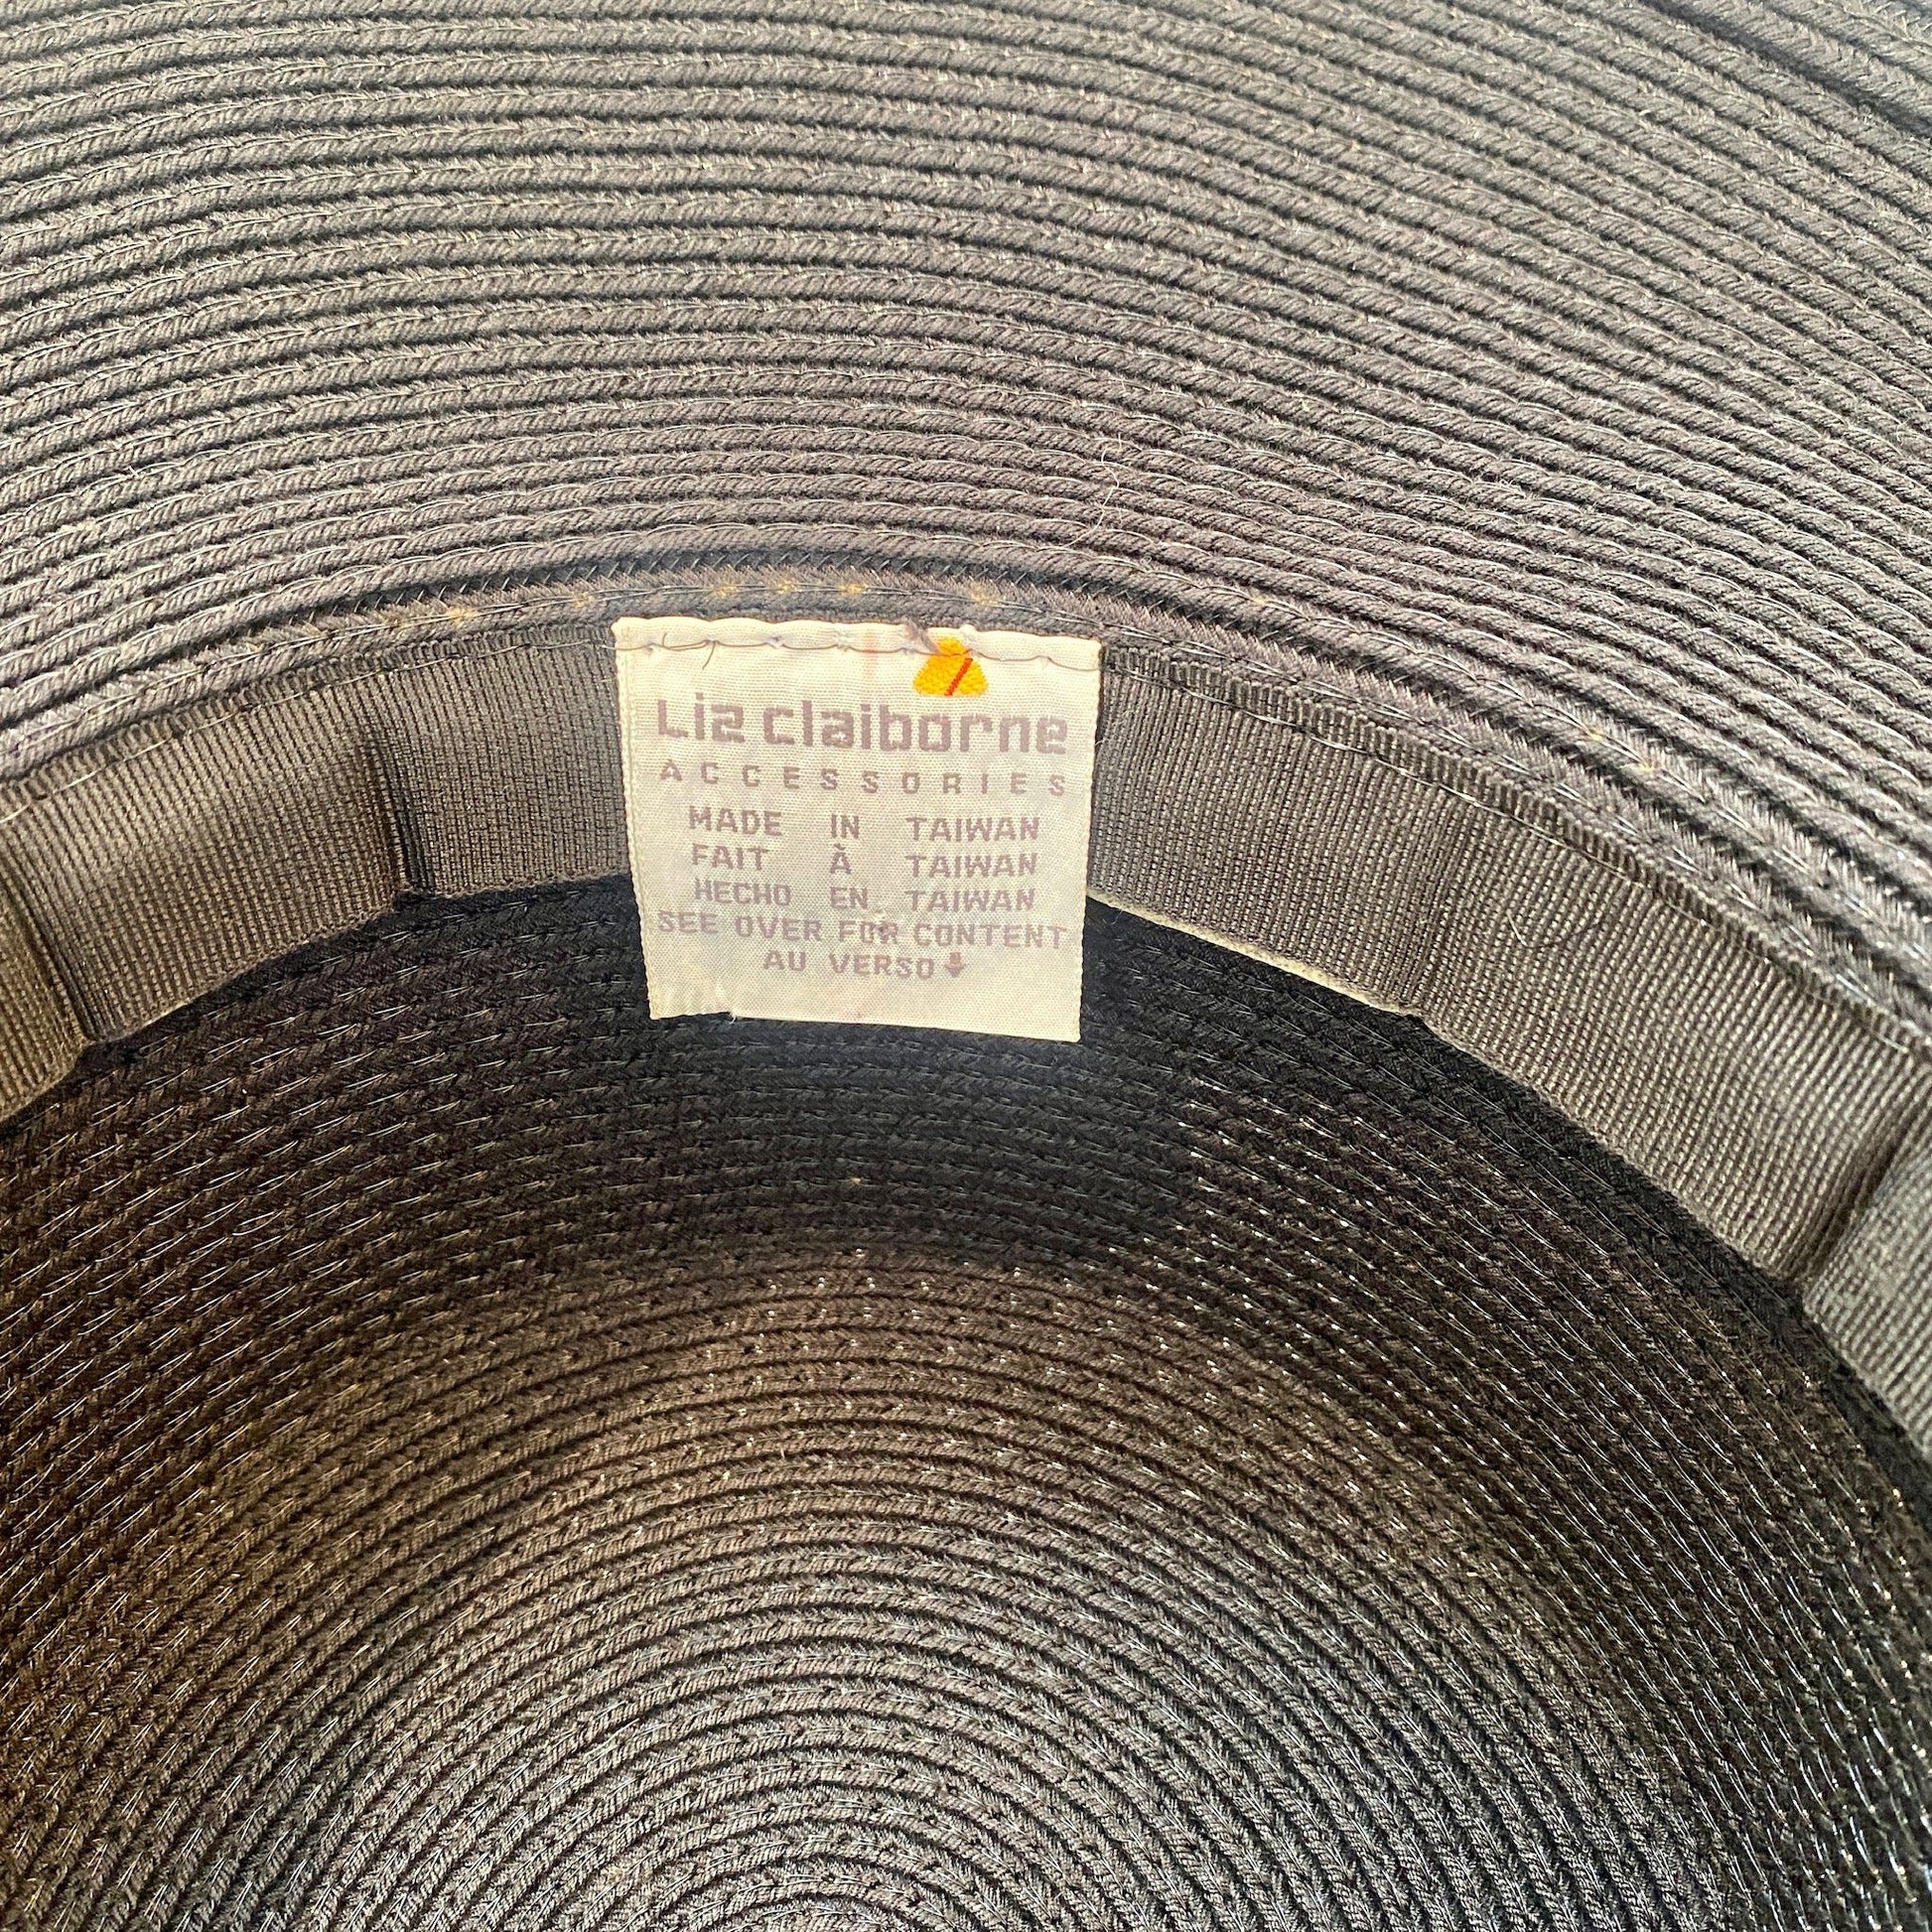 Liz claiborne
ACCESSORIES
MADE IN TAIWAN
FAIT À TAIWAN
HECHO EN TAIWAN
SEE OVER FOR CONTENT
AU VERSO↓